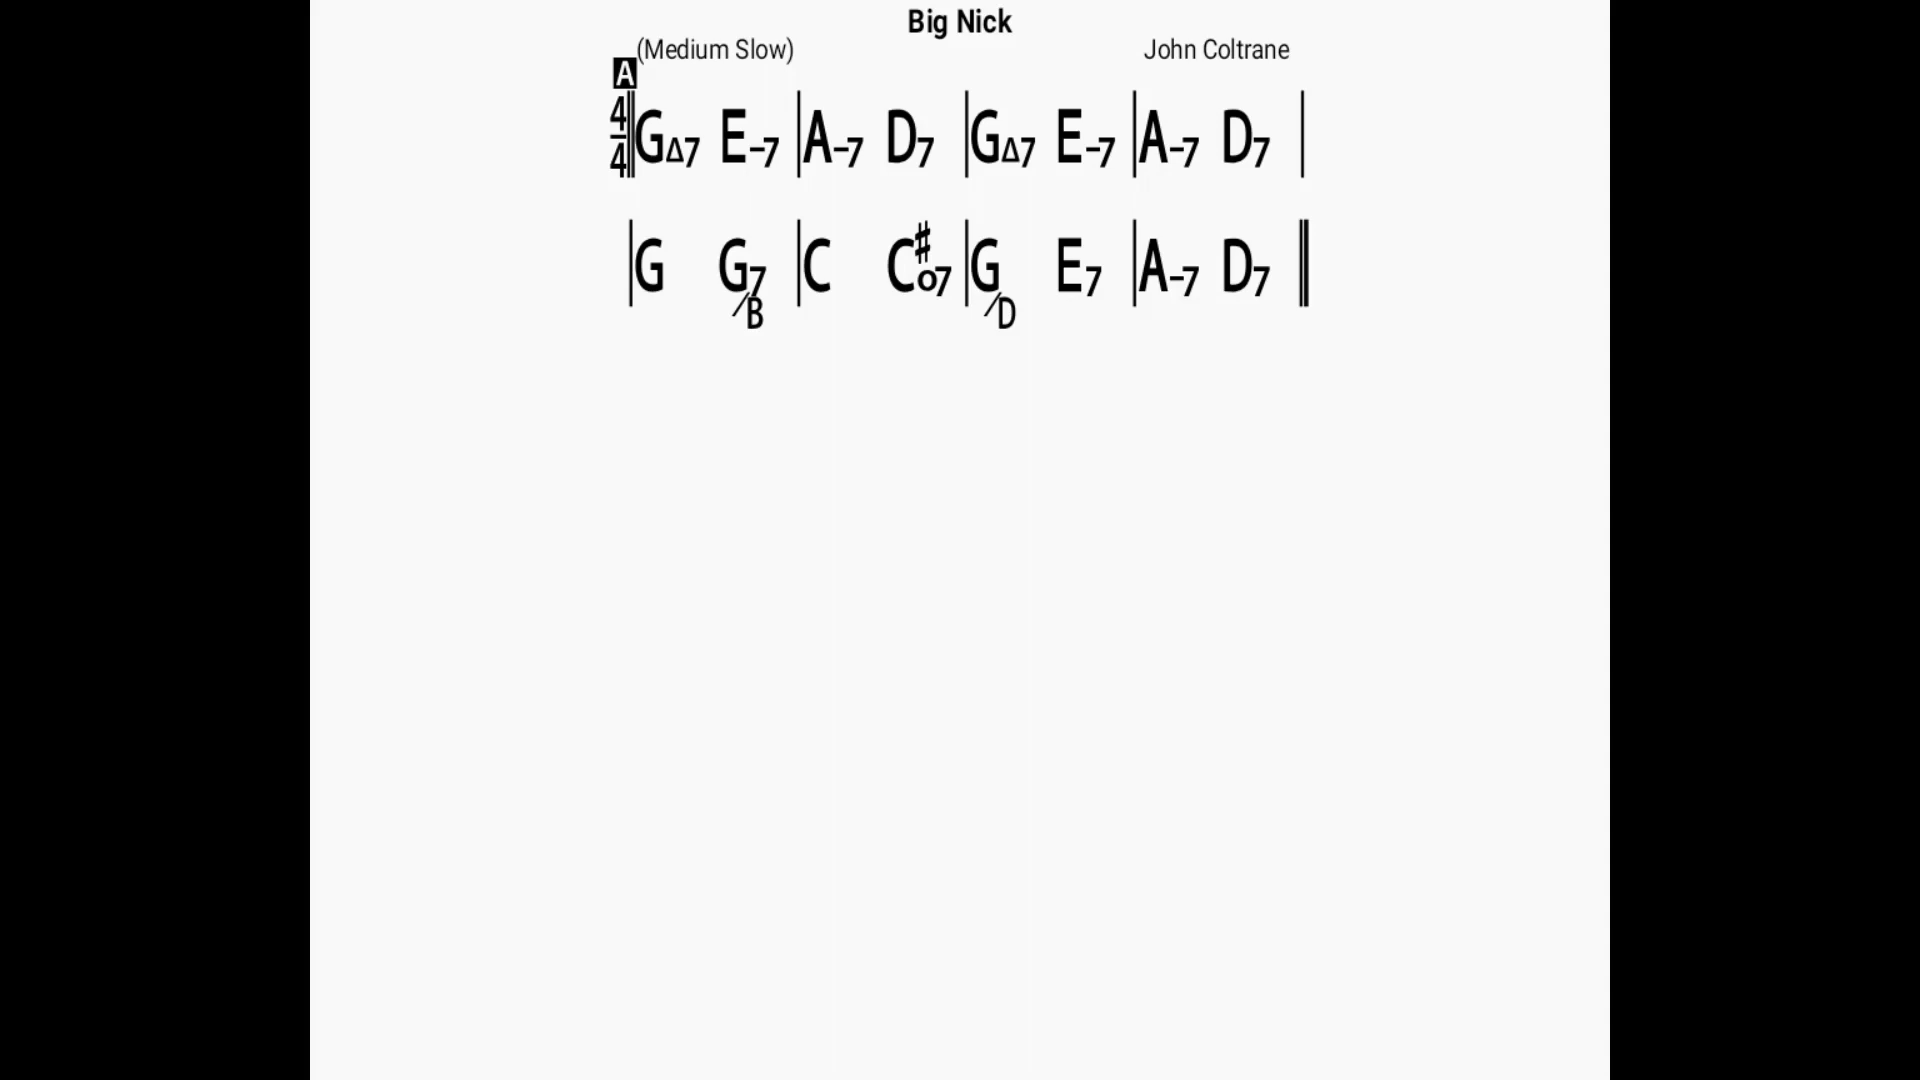 Big Nick
(Medium Slow) John Coltrane
A
4/4 GΔ7 E-7 | A-7 D7 | GΔ7 E-7 | A-7 D7 |
| G G7/B | C C♯o7 | G/D E7 | A-7 D7 ||